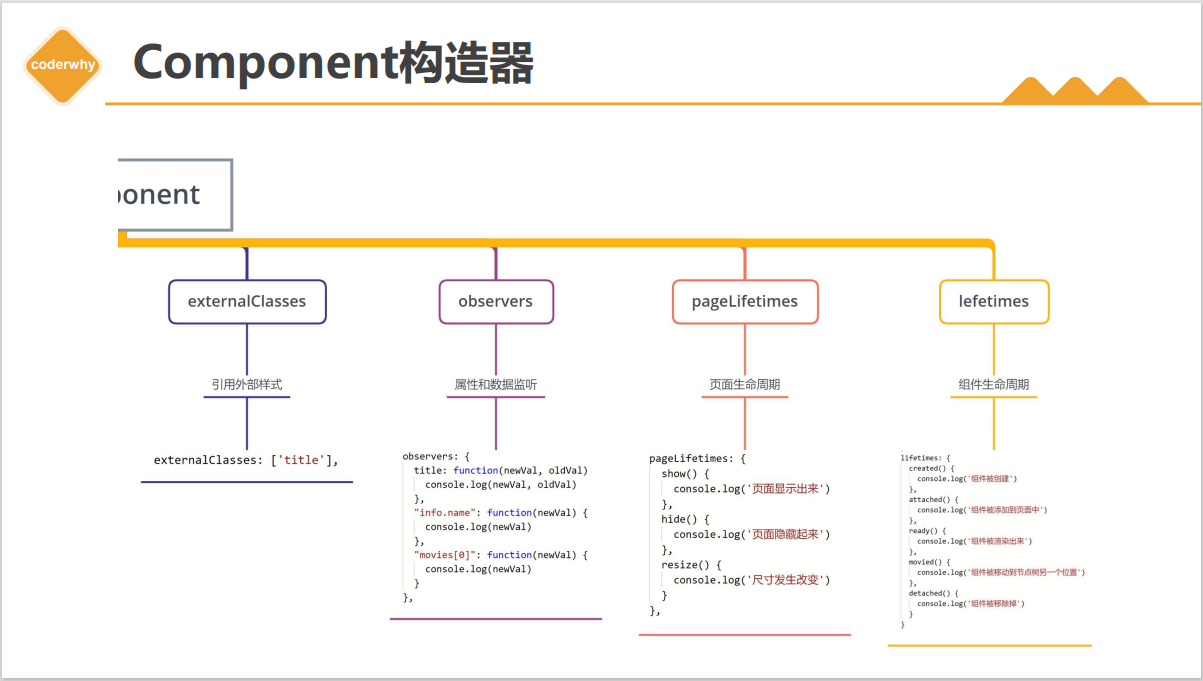 coderwhy
Component构造器
ponent
externalClasses
observers
pageLifetimes
lefetimes
引用外部样式
属性和数据监听
页面生命周期
组件生命周期
externalClasses: ['title'],
observers: {
title: function(newVal, oldVal)
console.log(newVal, oldVal)
},
"info.name": function(newVal) {
console.log(newVal)
},
"movies[0]": function(newVal) {
console.log(newVal)
}
},
pageLifetimes: {
show() {
console.log('页面显示出来')
},
hide() {
console.log('页面隐藏起来')
},
resize() {
console.log('尺寸发生改变')
}
},
lifetimes: {
created() {
console.log('组件被创建')
},
attached() {
console.log('组件被添加到页面中')
},
ready() {
console.log('组件被渲染出来')
},
movied() {
console.log('组件被移动到节点树另一个位置')
},
detached() {
console.log('组件被移除掉')
}
}